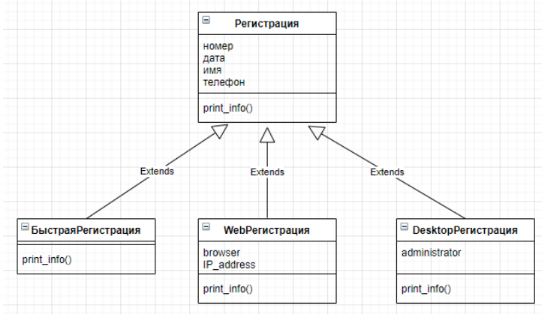 Регистрация
номер
дата
имя
телефон
print_info()
Extends
Extends
Extends
БыстраяРегистрация
print_info()
WebРегистрация
browser
IP_address
print_info()
DesktopРегистрация
administrator
print_info()